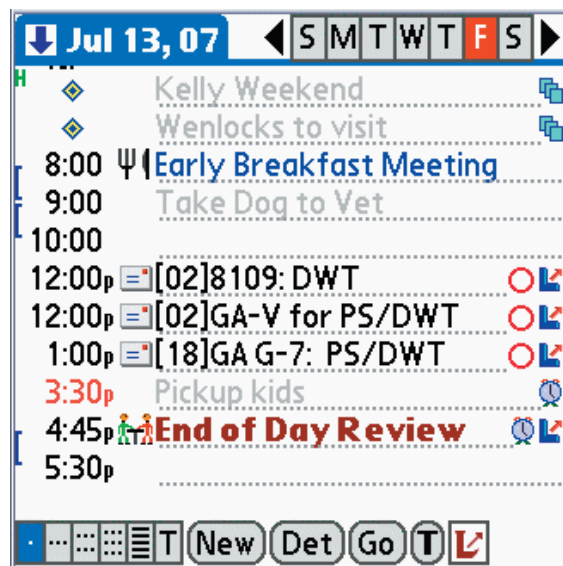 Jul 13, 07 S M T W T F S
H
Kelly Weekend
Wenlocks to visit
8:00 Early Breakfast Meeting
9:00 Take Dog to Vet
10:00
12:00p [02]8109: DWT
12:00p [02]GA-V for PS/DWT
1:00p [18]GA G-7: PS/DWT
3:30p Pickup kids
4:45p End of Day Review
5:30p
T New Det Go T